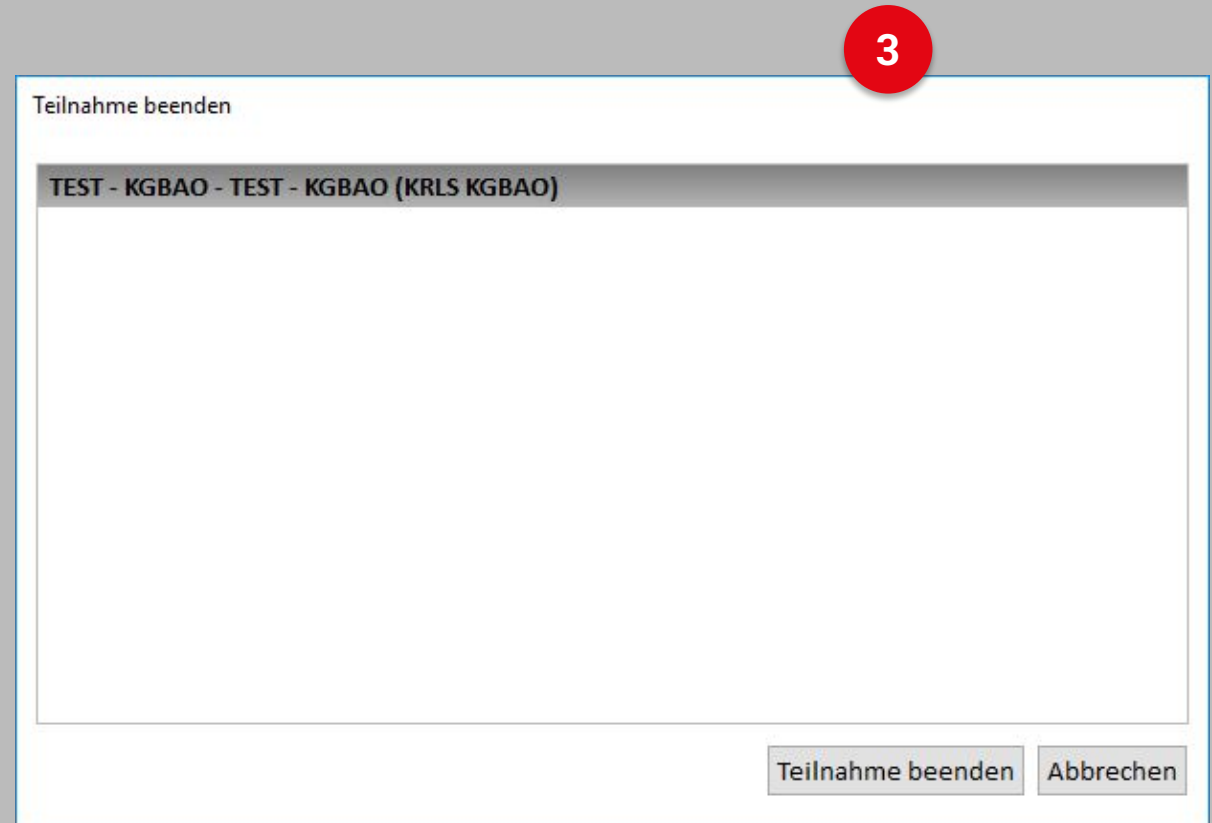 3
Teilnahme beenden
TEST - KGBAO - TEST - KGBAO (KRLS KGBAO)
Teilnahme beenden
Abbrechen